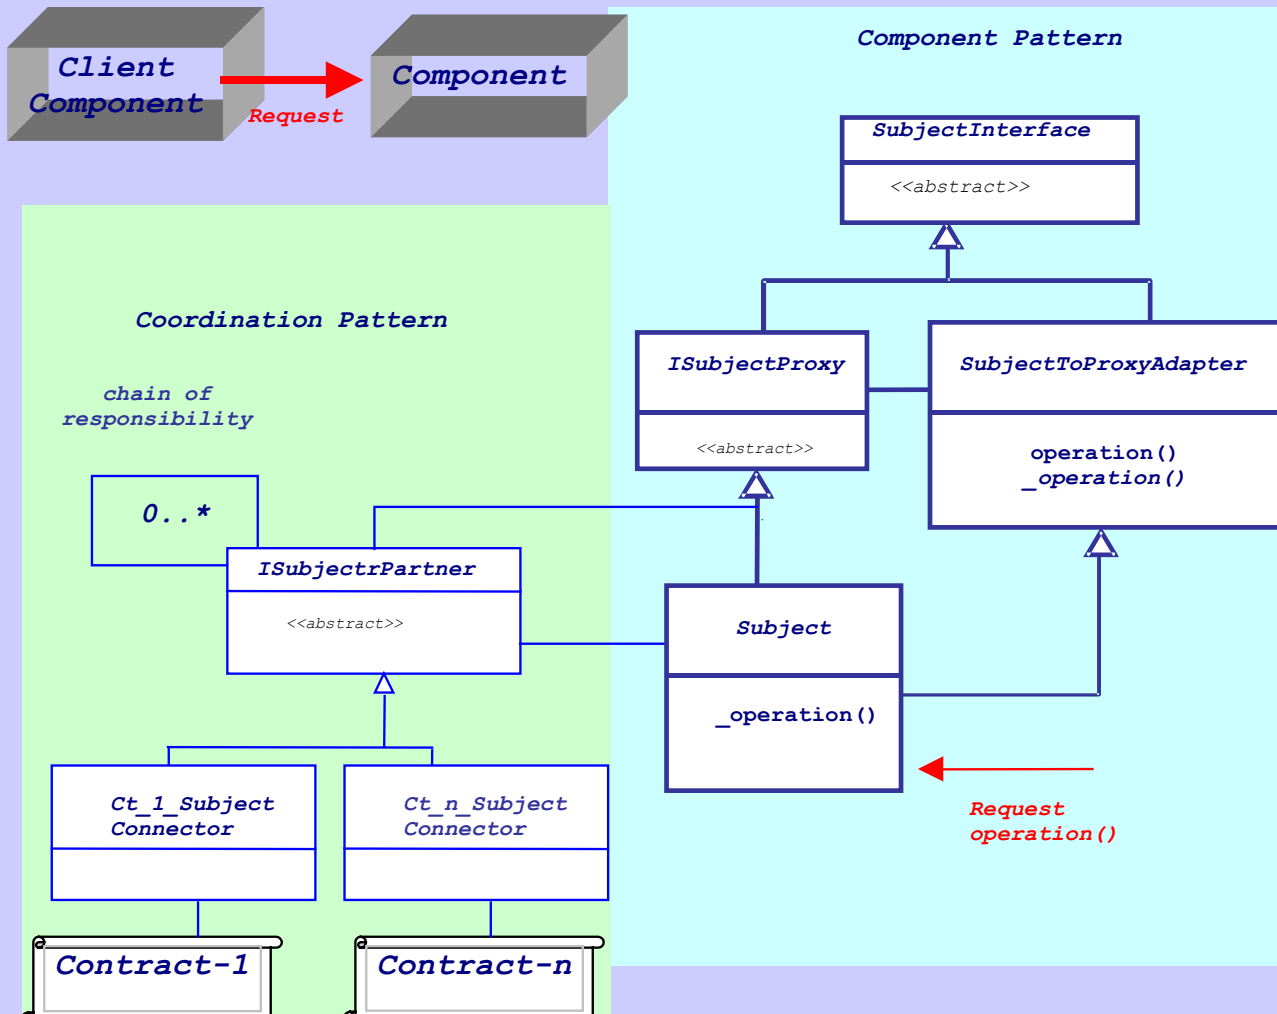 Client
Component
Request
Component
Component Pattern
SubjectInterface
<<abstract>>
Coordination Pattern
chain of
responsibility
0..*
ISubjectProxy
<<abstract>>
SubjectToProxyAdapter
operation()
_operation()
ISubjectrPartner
<<abstract>>
Subject
_operation()
Request
operation()
Ct_1_Subject
Connector
Ct_n_Subject
Connector
Contract-1
Contract-n